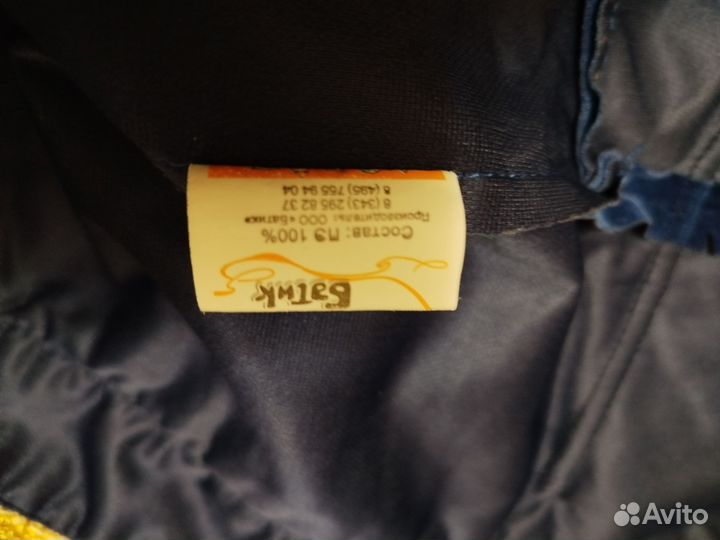 Батик
Состав: ПЭ 100%
Производитель: ООО «Батик»
8 (343) 295 82 37
8 (495) 755 94 04
Avito